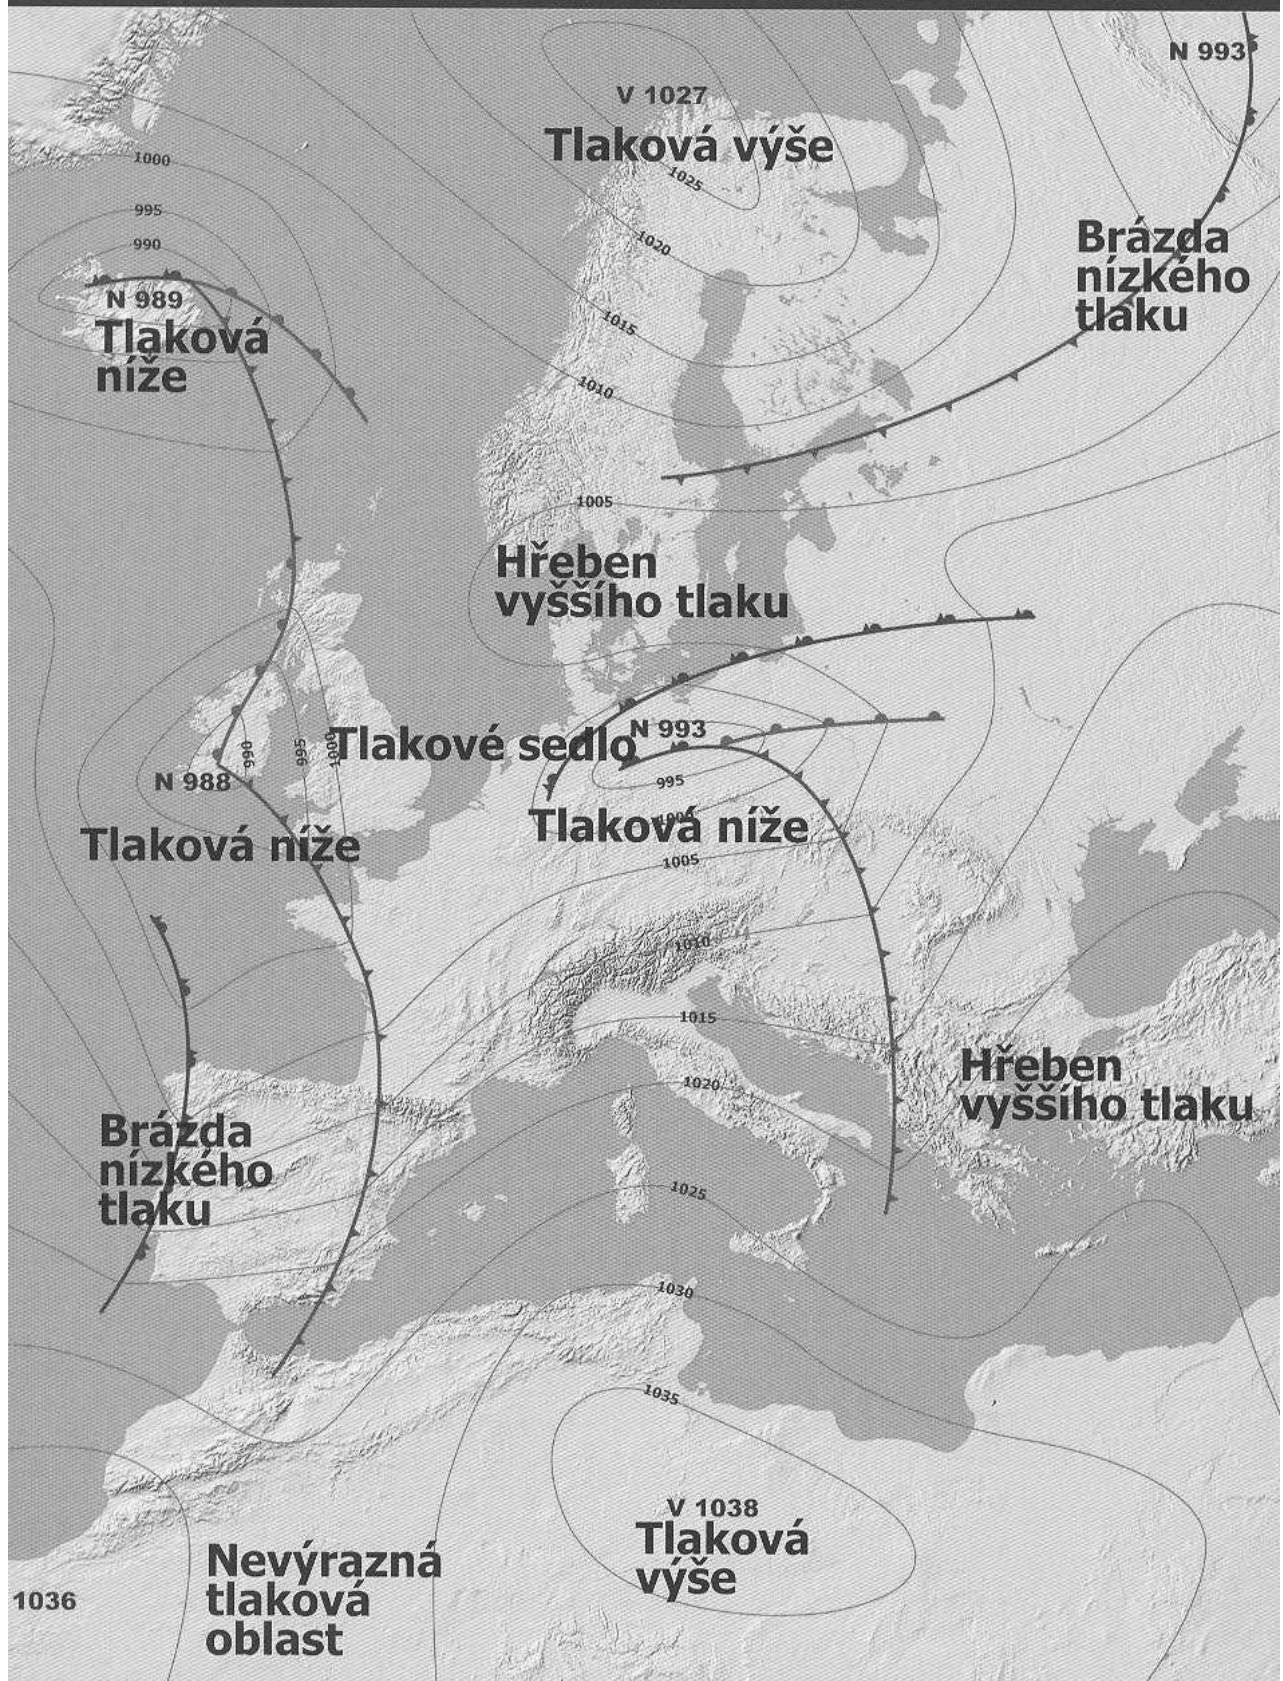 N 993
V 1027
Tlaková výše
1025
1000
995
990
1020
Brázda
nízkého
tlaku
N 989
Tlaková
níže
1015
1010
1005
Hřeben
vyššího tlaku
N 993
Tlakové sedlo
990
995
1000
N 988
995
Tlaková níže
Tlaková níže
1005
1010
1015
Hřeben
vyššího tlaku
1020
Brázda
nízkého
tlaku
1025
1030
1035
V 1038
Tlaková
výše
Nevýrazná
tlaková
oblast
1036